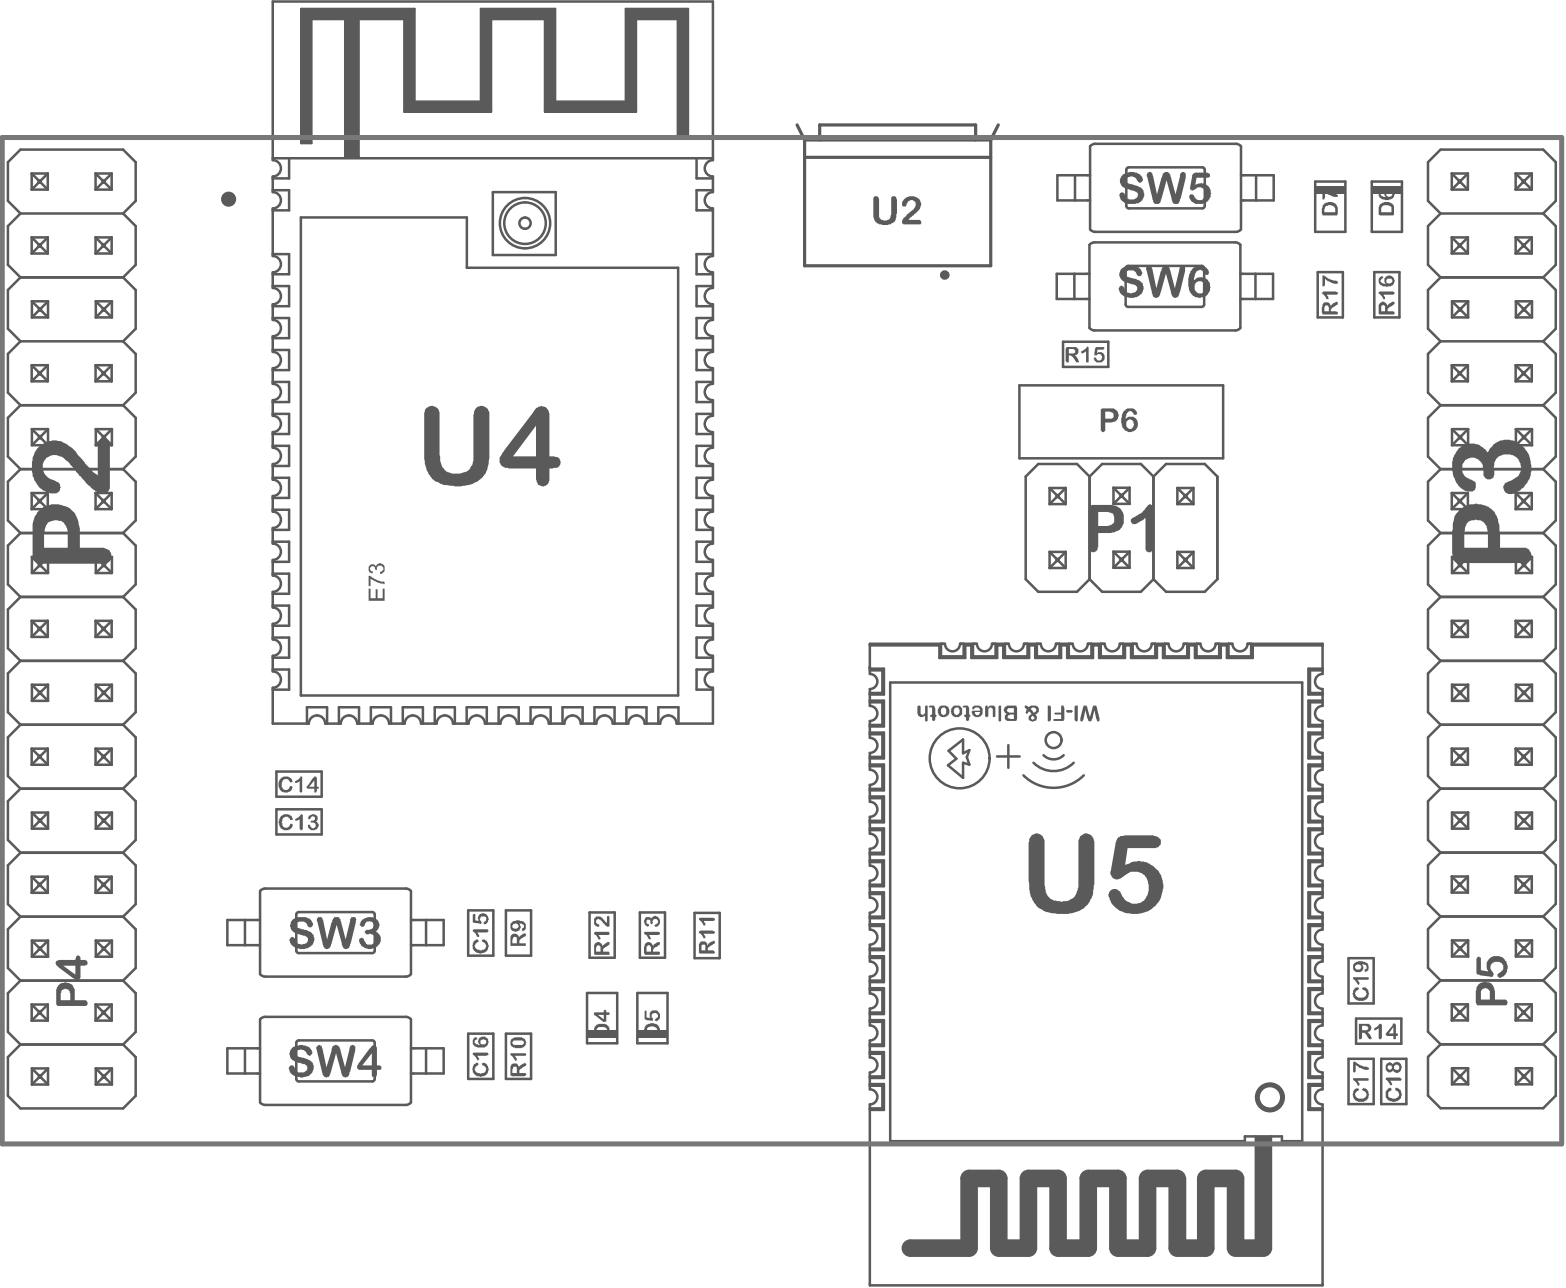 U2
SW5
D7
D6
SW6
R17
R16
R15
P6
U4
P2
P3
P1
E73
WI-FI & Bluetooth
C14
C13
U5
SW3
C15
R9
R12
R13
R11
P4
P5
C19
D4
D5
R14
SW4
C16
R10
C17
C18